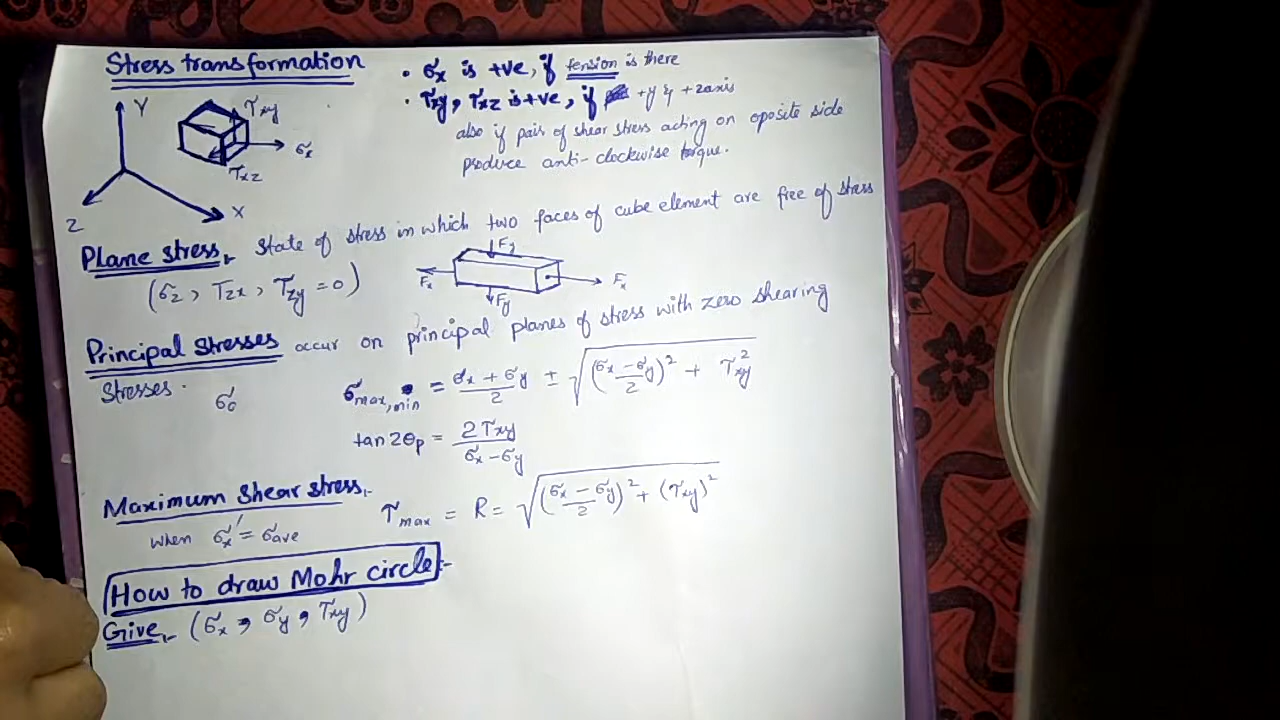 Stress transformation
• σx is +ve, if tension is there
• τxy, τxz is +ve, if +y & +z axis
also if pair of shear stress acting on oposite side
produce anti-clockwise torque.
Y
τxy
σx
τxz
X
Z
Plane stress,- State of stress in which two faces of cube element are free of stress
(σz, τzx, τzy = 0)
Fy
Fx
Fx
Fy
Principal stresses occur on principal planes of stress with zero shearing
stresses.
σmax, min = σx + σy / 2 ± √((σx - σy / 2)² + τxy²)
tan 2θp = 2τxy / σx - σy
Maximum shear stress,-
when σx' = σave
τmax = R = √((σx - σy / 2)² + (τxy)²)
How to draw Mohr circle:-
Give,- (σx, σy, τxy)